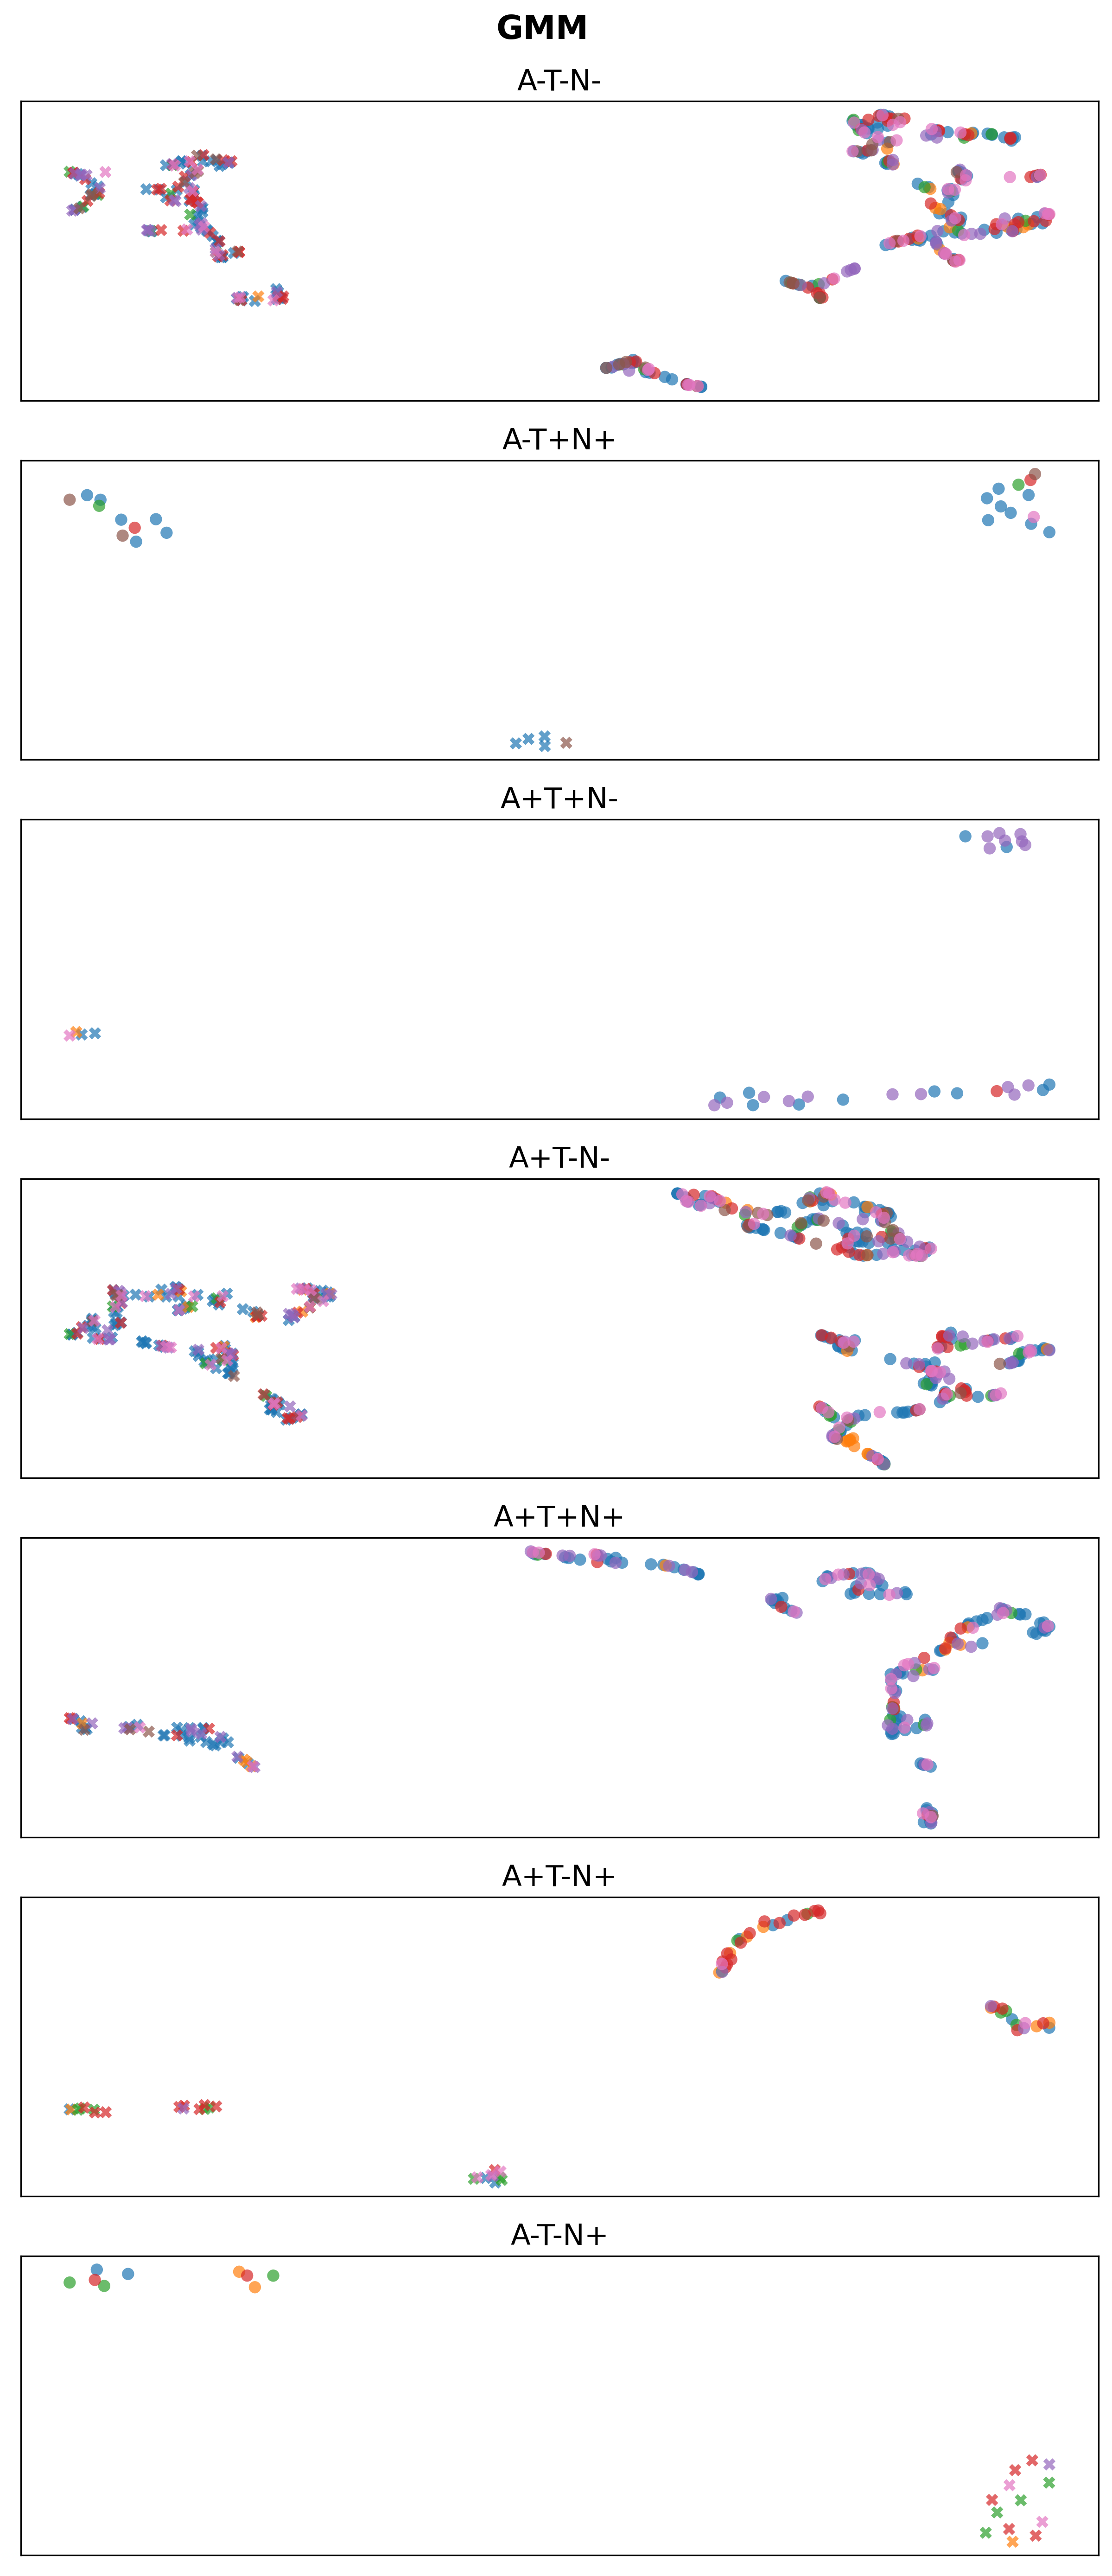 GMM
A-T-N-
A-T+N+
A+T+N-
A+T-N-
A+T+N+
A+T-N+
A-T-N+